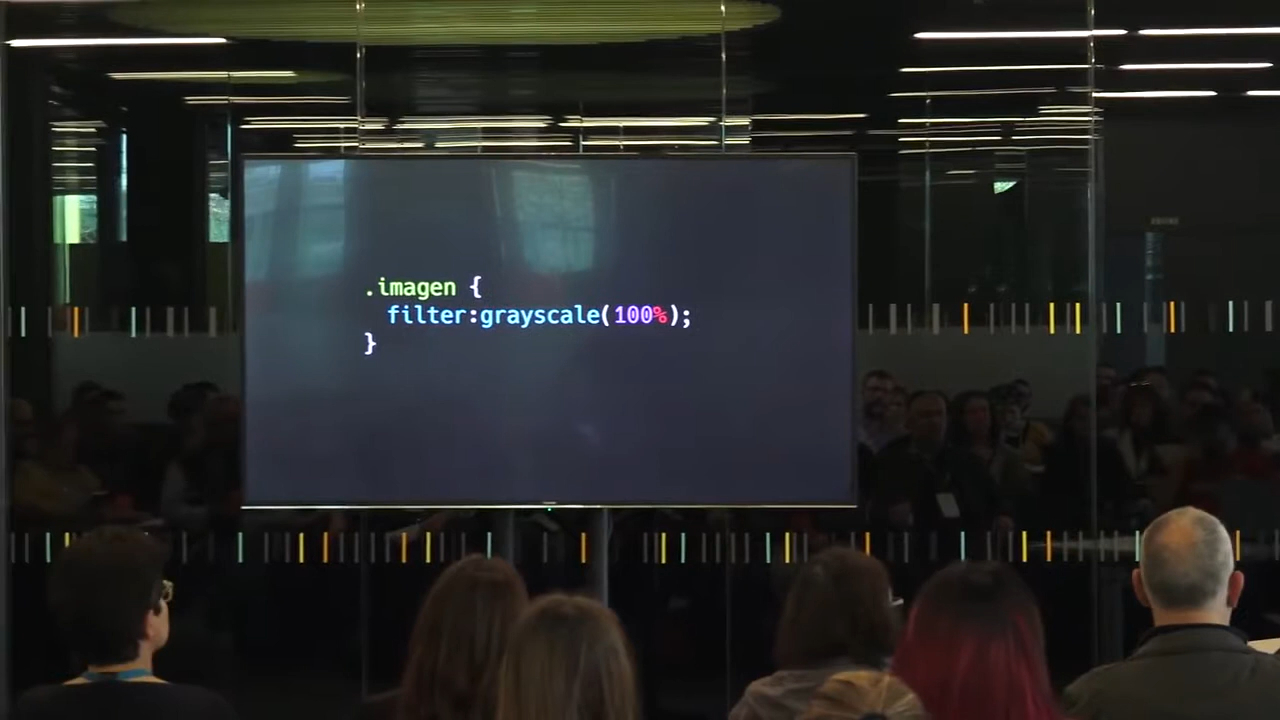 .imagen {
filter:grayscale(100%);
}